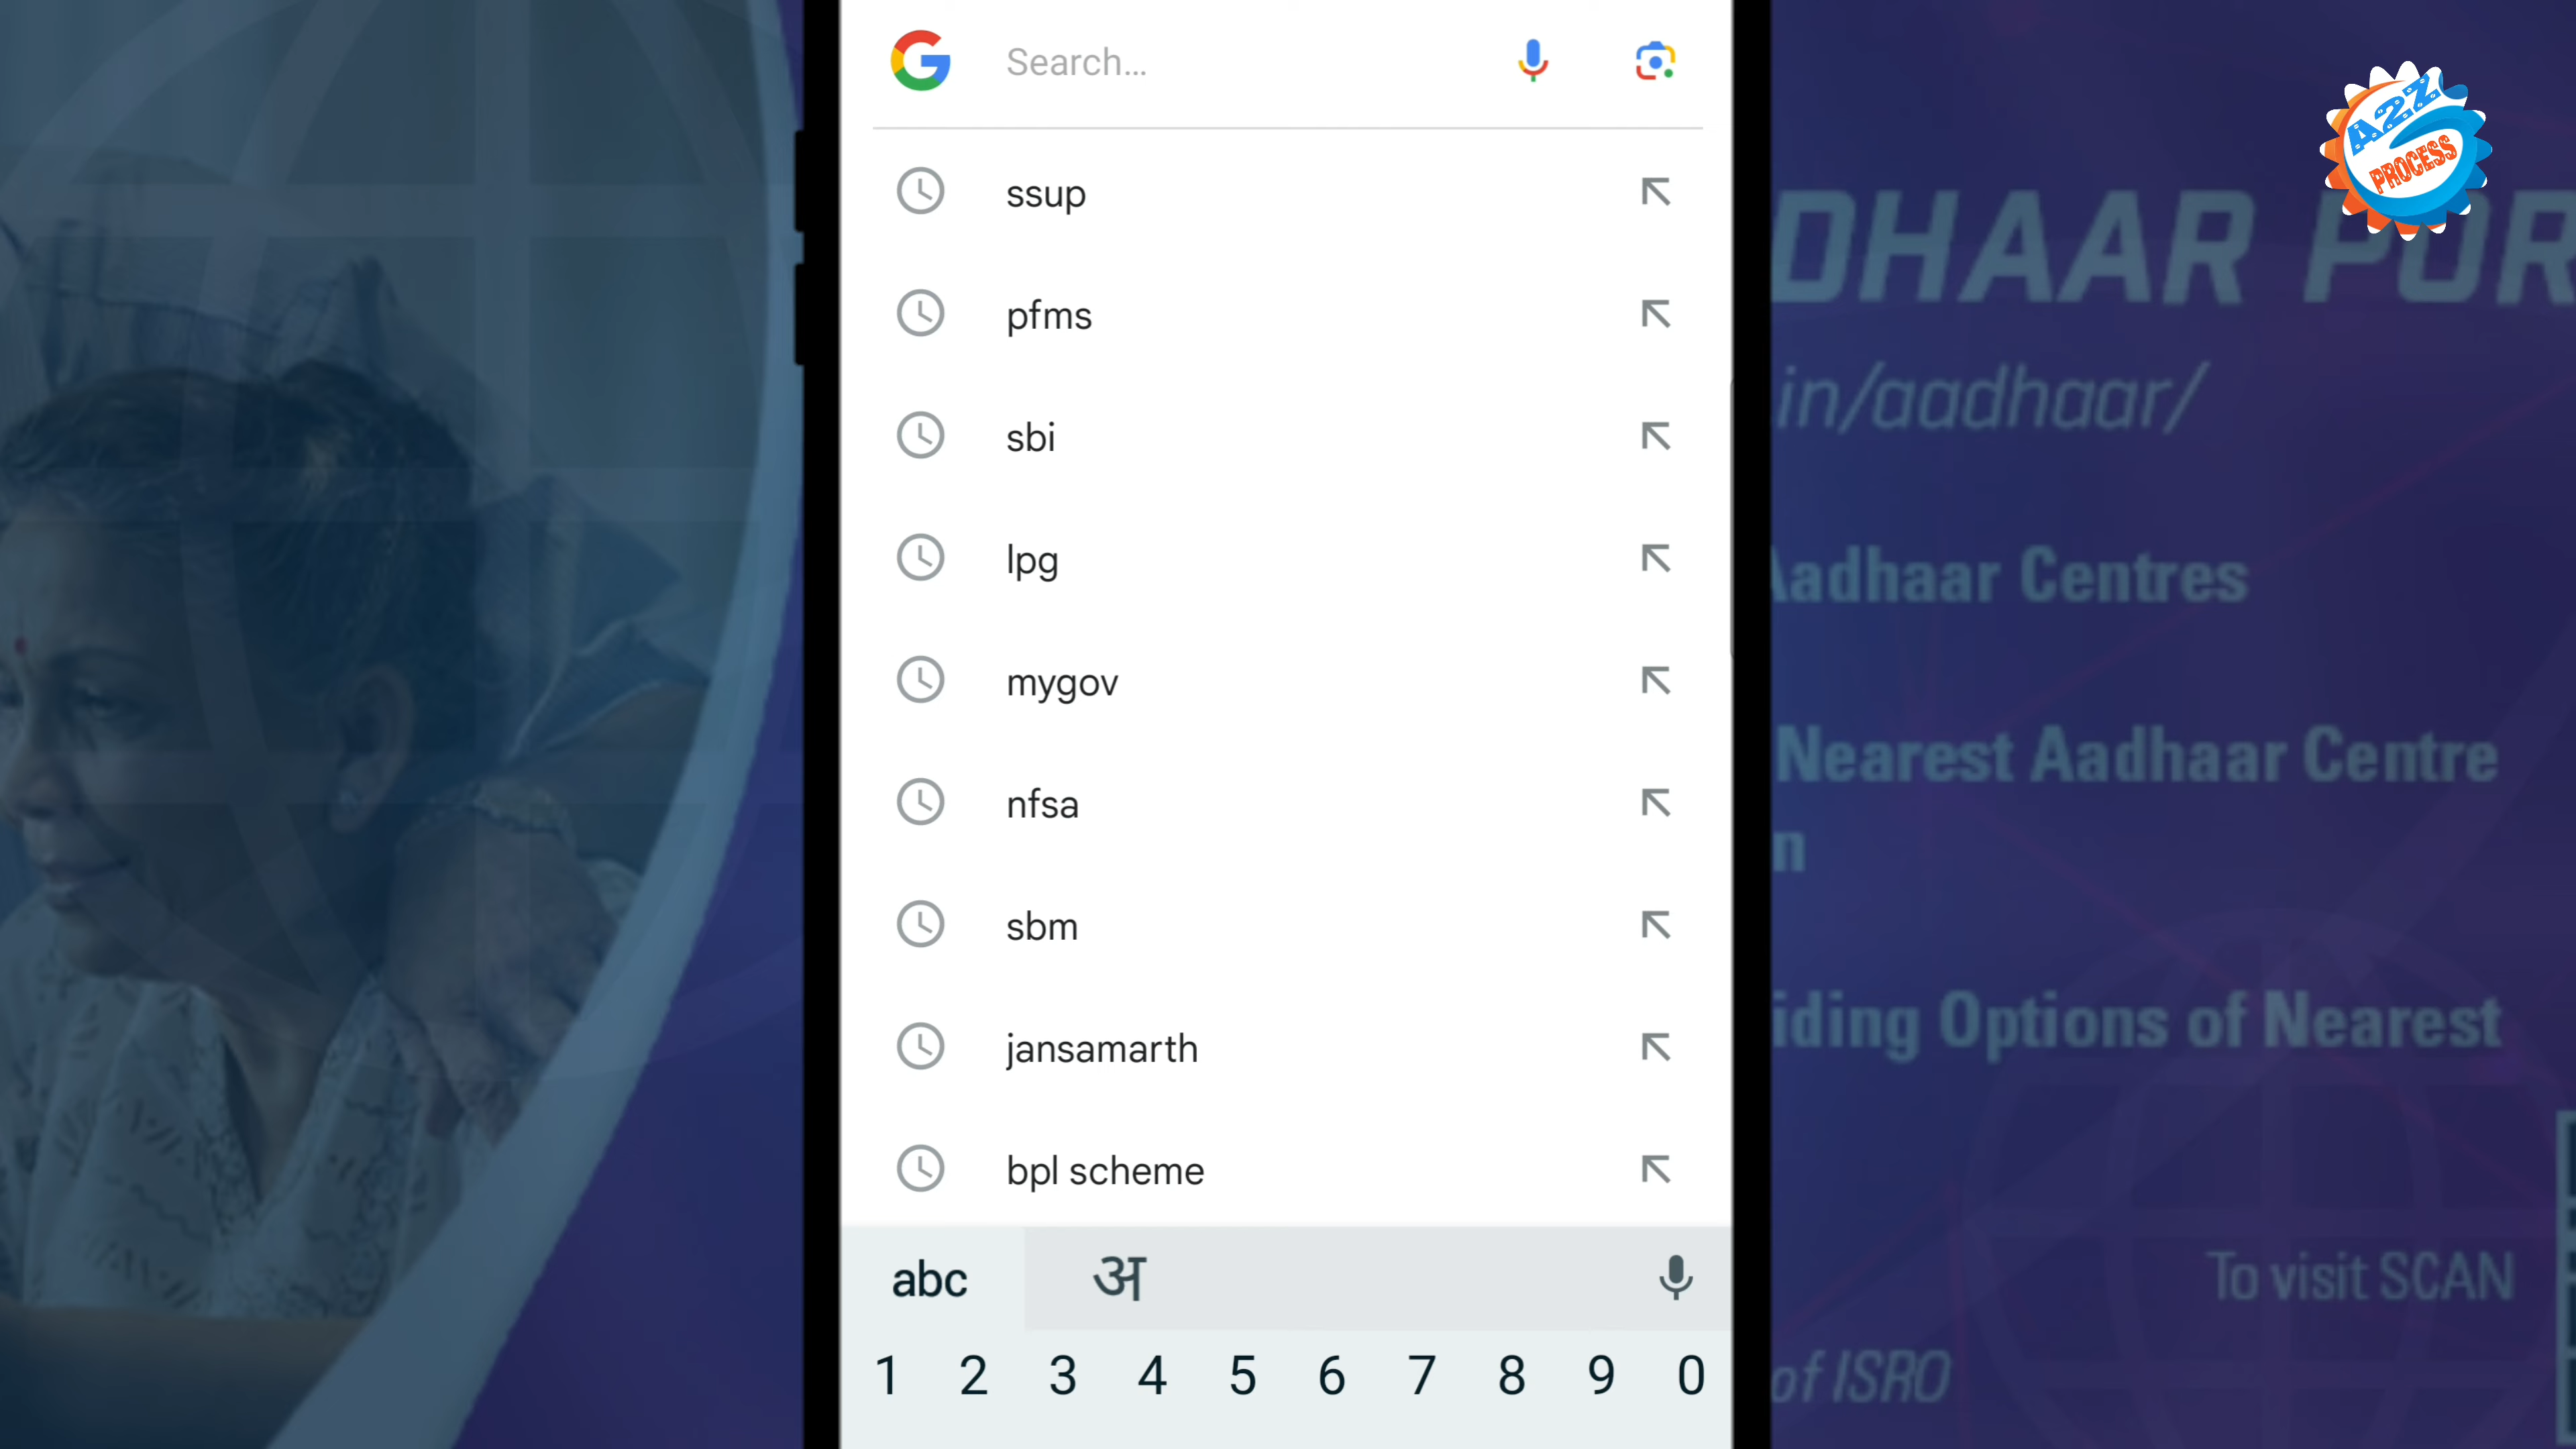 Search...
ssup
pfms
sbi
lpg
mygov
nfsa
sbm
jansamarth
bpl scheme
abc
अ
1 2 3 4 5 6 7 8 9 0
A2Z
PROCESS
DHAAR POR
in/aadhaar/
Aadhaar Centres
Nearest Aadhaar Centre
n
iding Options of Nearest
To visit SCAN
of ISRO